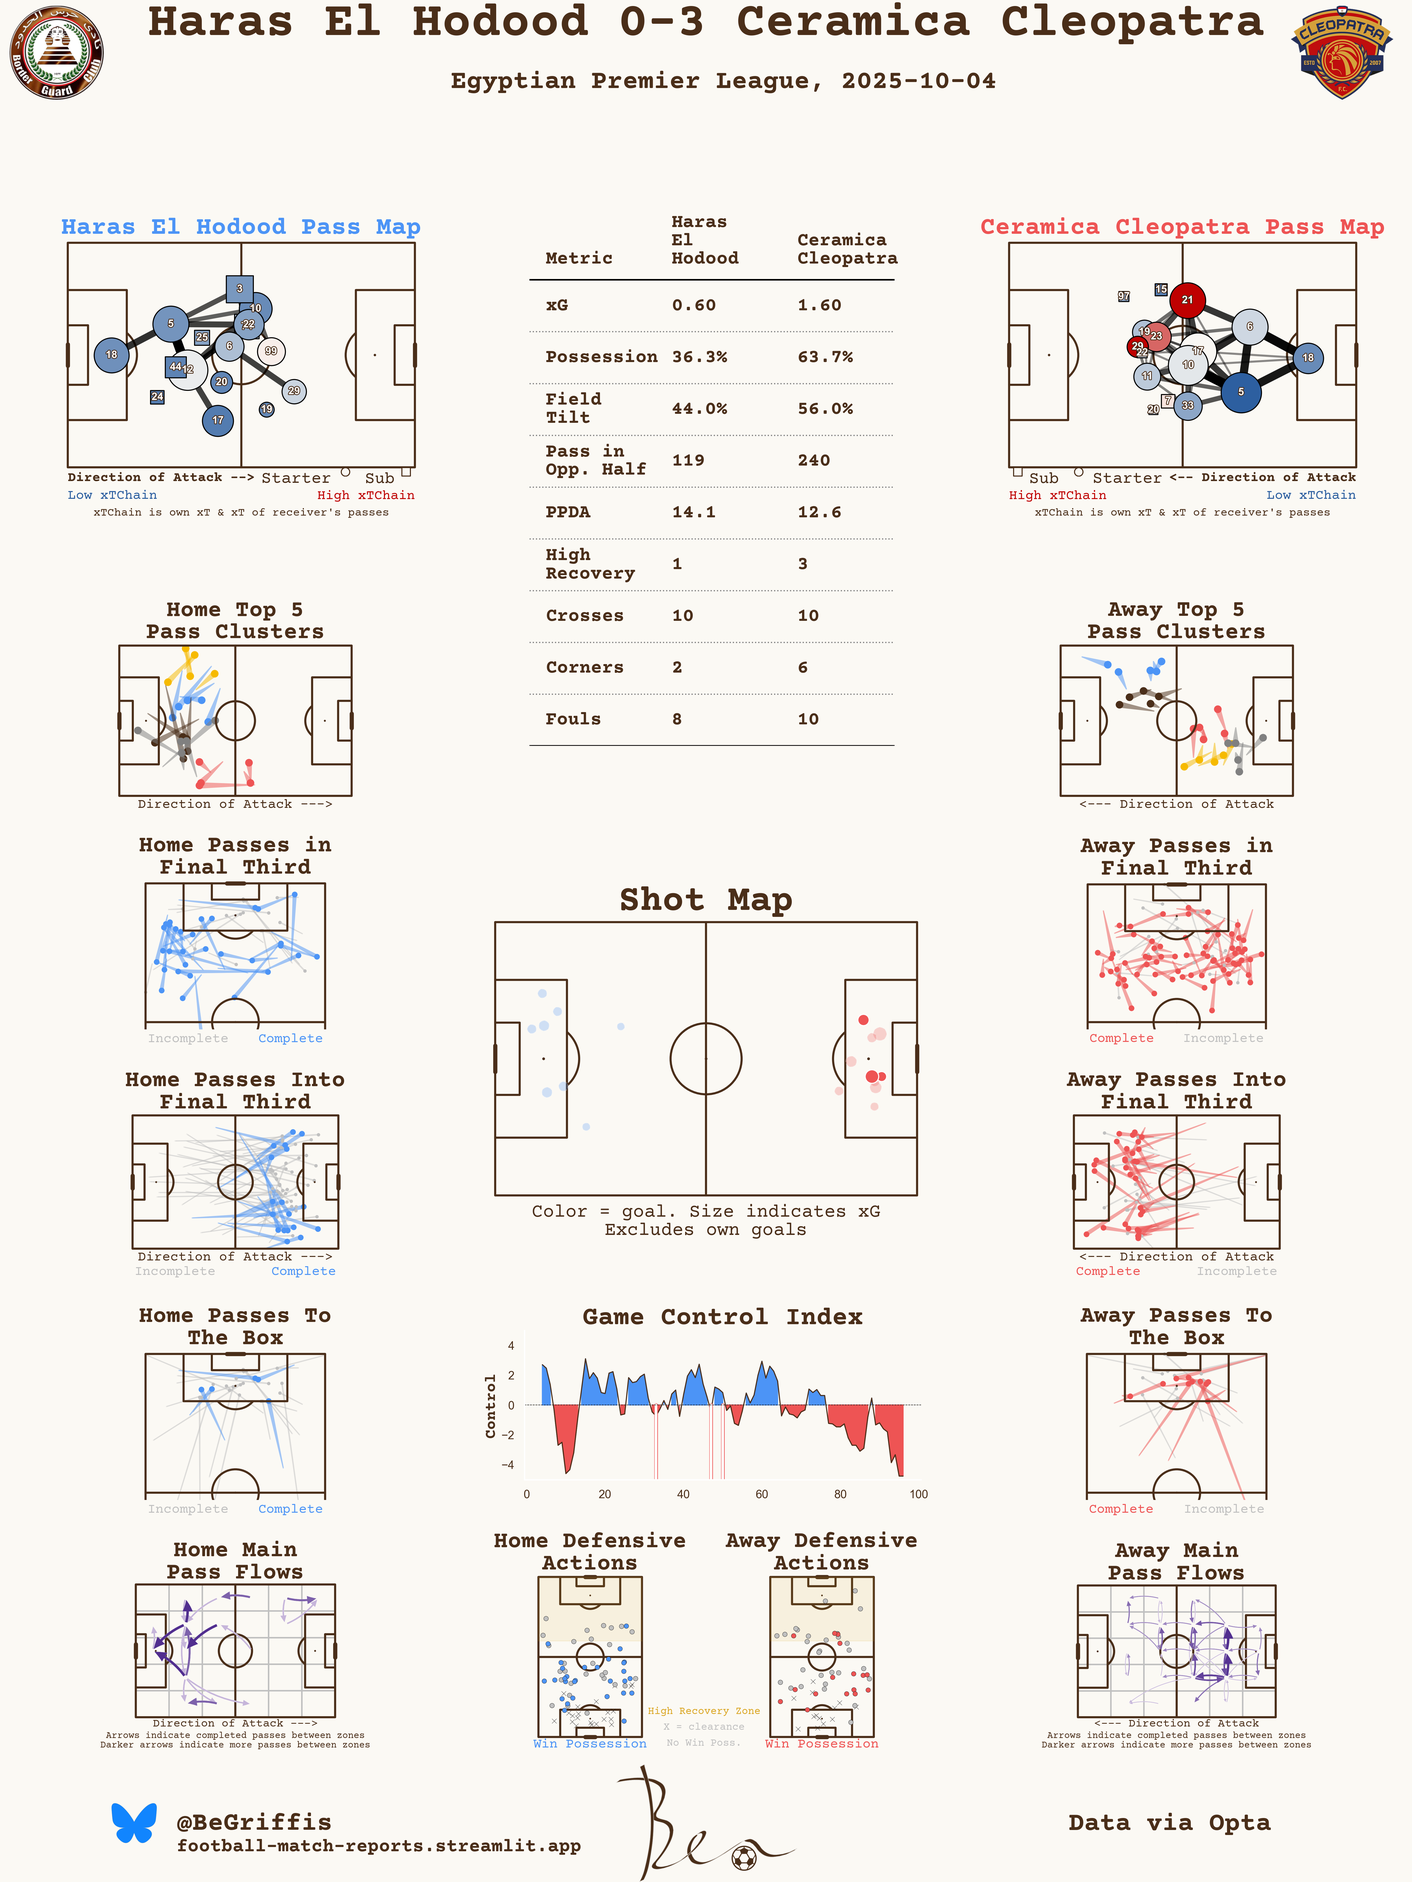 Haras El Hodood 0-3 Ceramica Cleopatra
Egyptian Premier League, 2025-10-04
Border Guard Club
CLEOPATRA
ESTD 2007
F.C.
Haras El Hodood Pass Map
3
10
5
22
25
6
99
18
44
12
20
29
24
19
17
Direction of Attack --> Starter Sub
Low xTChain High xTChain
xTChain is own xT & xT of receiver's passes
Metric Haras El Hodood Ceramica Cleopatra
xG 0.60 1.60
Possession 36.3% 63.7%
Field Tilt 44.0% 56.0%
Pass in Opp. Half 119 240
PPDA 14.1 12.6
High Recovery 1 3
Crosses 10 10
Corners 2 6
Fouls 8 10
Ceramica Cleopatra Pass Map
97
15
21
19
23
6
29
22
17
18
11
10
5
7
20
33
Sub Starter <-- Direction of Attack
High xTChain Low xTChain
xTChain is own xT & xT of receiver's passes
Home Top 5
Pass Clusters
Direction of Attack --->
Away Top 5
Pass Clusters
<--- Direction of Attack
Home Passes in
Final Third
Incomplete Complete
Shot Map
Color = goal. Size indicates xG
Excludes own goals
Away Passes in
Final Third
Complete Incomplete
Home Passes Into
Final Third
Direction of Attack --->
Incomplete Complete
Away Passes Into
Final Third
<--- Direction of Attack
Complete Incomplete
Home Passes To
The Box
Incomplete Complete
Game Control Index
Control
4
2
0
−2
−4
0 20 40 60 80 100
Away Passes To
The Box
Complete Incomplete
Home Main
Pass Flows
Direction of Attack --->
Arrows indicate completed passes between zones
Darker arrows indicate more passes between zones
Home Defensive
Actions
Win Possession
High Recovery Zone
X = clearance
No Win Poss.
Away Defensive
Actions
Win Possession
Away Main
Pass Flows
<--- Direction of Attack
Arrows indicate completed passes between zones
Darker arrows indicate more passes between zones
@BeGriffis
football-match-reports.streamlit.app
Ben
Data via Opta